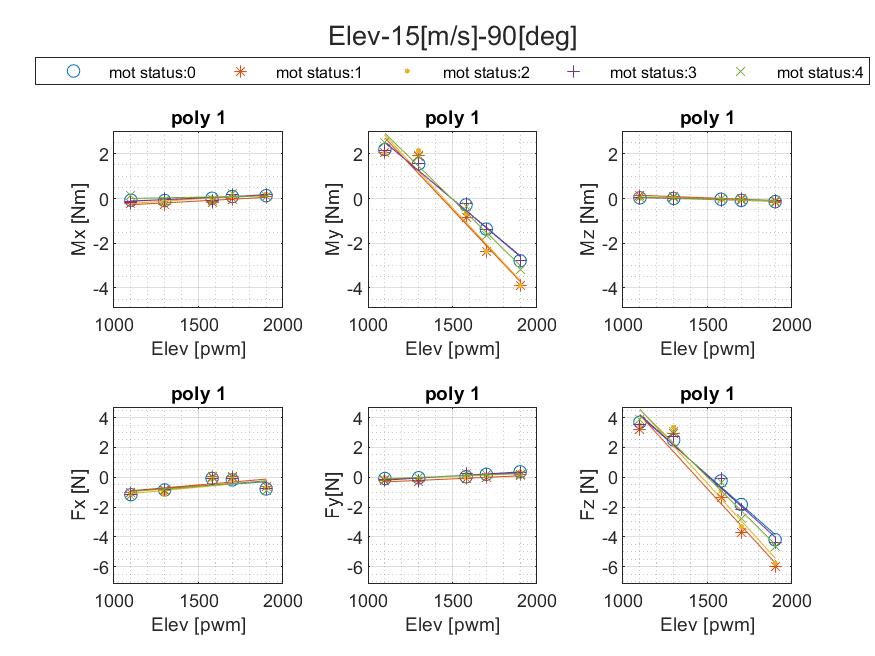 Elev-15[m/s]-90[deg]
mot status:0 mot status:1 mot status:2 mot status:3 mot status:4
poly 1 poly 1 poly 1
Mx [Nm] 2 0 -2 -4
My [Nm] 2 0 -2 -4
Mz [Nm] 2 0 -2 -4
1000 1500 2000 1000 1500 2000 1000 1500 2000
Elev [pwm] Elev [pwm] Elev [pwm]
poly 1 poly 1 poly 1
Fx [N] 4 2 0 -2 -4 -6
Fy[N] 4 2 0 -2 -4 -6
Fz [N] 4 2 0 -2 -4 -6
1000 1500 2000 1000 1500 2000 1000 1500 2000
Elev [pwm] Elev [pwm] Elev [pwm]